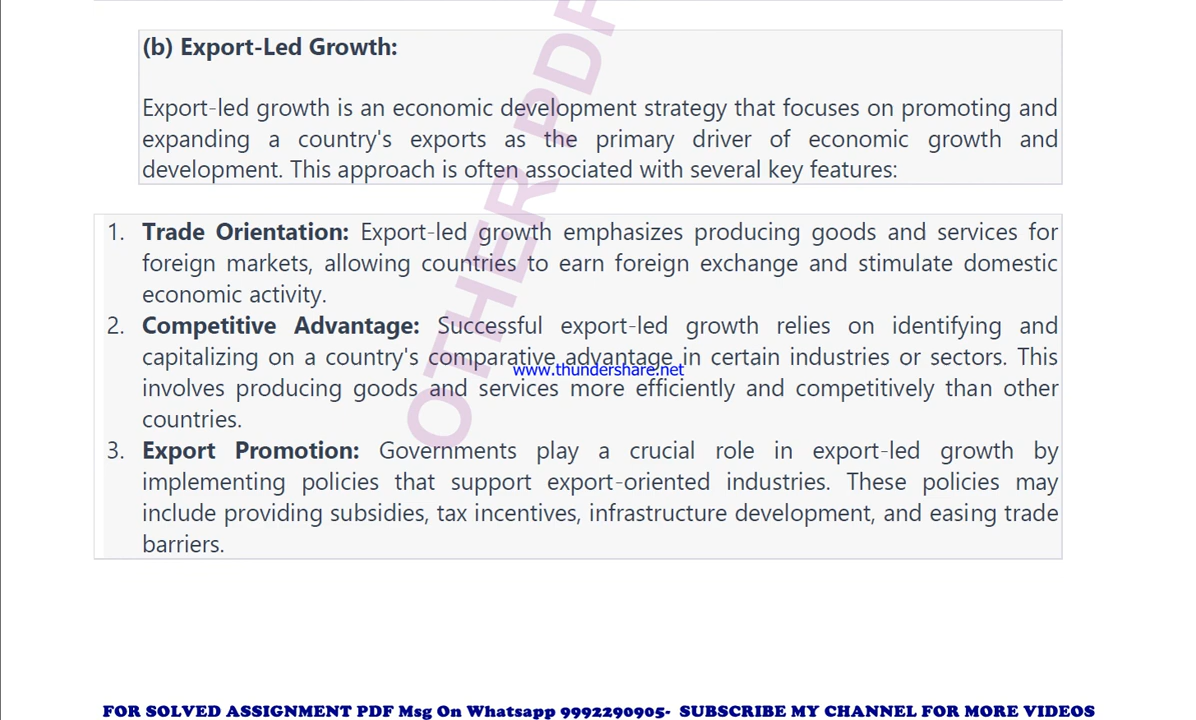 (b) Export-Led Growth:
Export-led growth is an economic development strategy that focuses on promoting and
expanding a country's exports as the primary driver of economic growth and
development. This approach is often associated with several key features:
1. Trade Orientation: Export-led growth emphasizes producing goods and services for
foreign markets, allowing countries to earn foreign exchange and stimulate domestic
economic activity.
2. Competitive Advantage: Successful export-led growth relies on identifying and
capitalizing on a country's comparative advantage in certain industries or sectors. This
www.thundershare.net
involves producing goods and services more efficiently and competitively than other
countries.
3. Export Promotion: Governments play a crucial role in export-led growth by
implementing policies that support export-oriented industries. These policies may
include providing subsidies, tax incentives, infrastructure development, and easing trade
barriers.
OTHER PDF
FOR SOLVED ASSIGNMENT PDF Msg On Whatsapp 9992290905- SUBSCRIBE MY CHANNEL FOR MORE VIDEOS